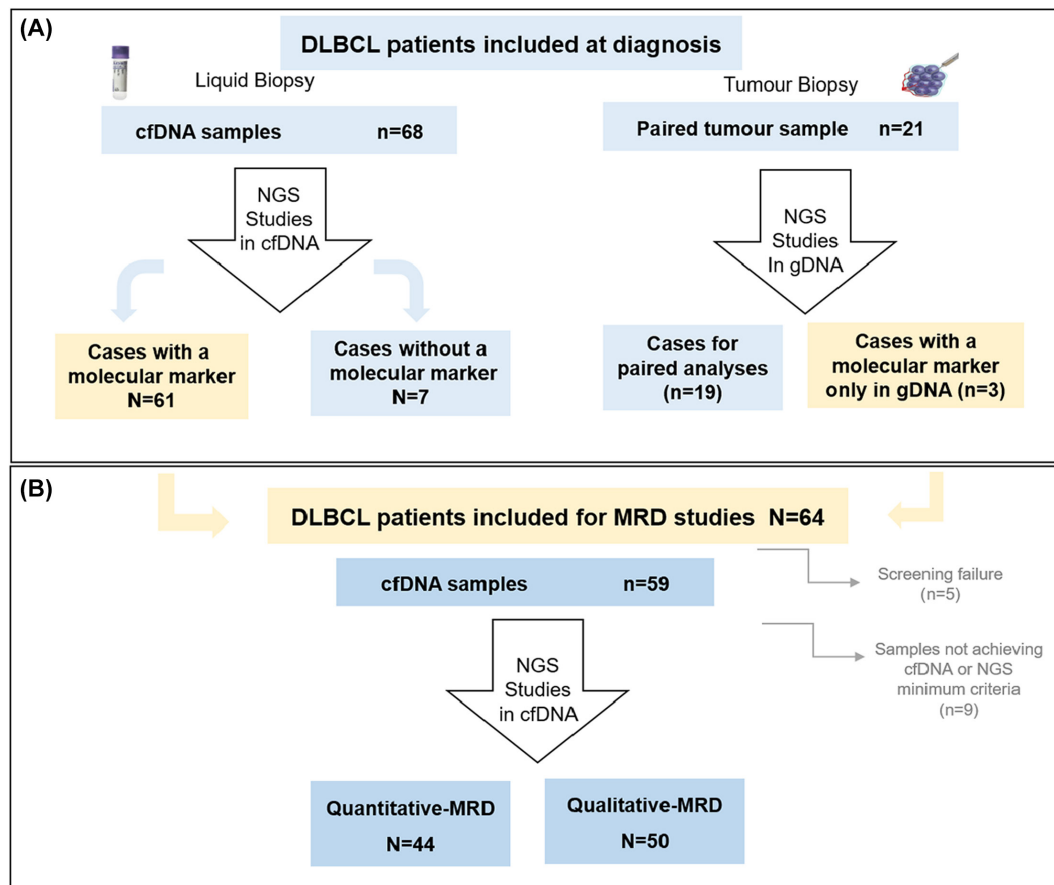 (A)
DLBCL patients included at diagnosis
Liquid Biopsy
Tumour Biopsy
cfDNA samples n=68
Paired tumour sample n=21
NGS
Studies
in cfDNA
NGS
Studies
In gDNA
Cases with a
molecular marker
N=61
Cases without a
molecular marker
N=7
Cases for
paired analyses
(n=19)
Cases with a
molecular marker
only in gDNA (n=3)
(B)
DLBCL patients included for MRD studies N=64
cfDNA samples n=59
Screening failure
(n=5)
NGS
Studies
in cfDNA
Samples not achieving
cfDNA or NGS
minimum criteria
(n=9)
Quantitative-MRD
N=44
Qualitative-MRD
N=50